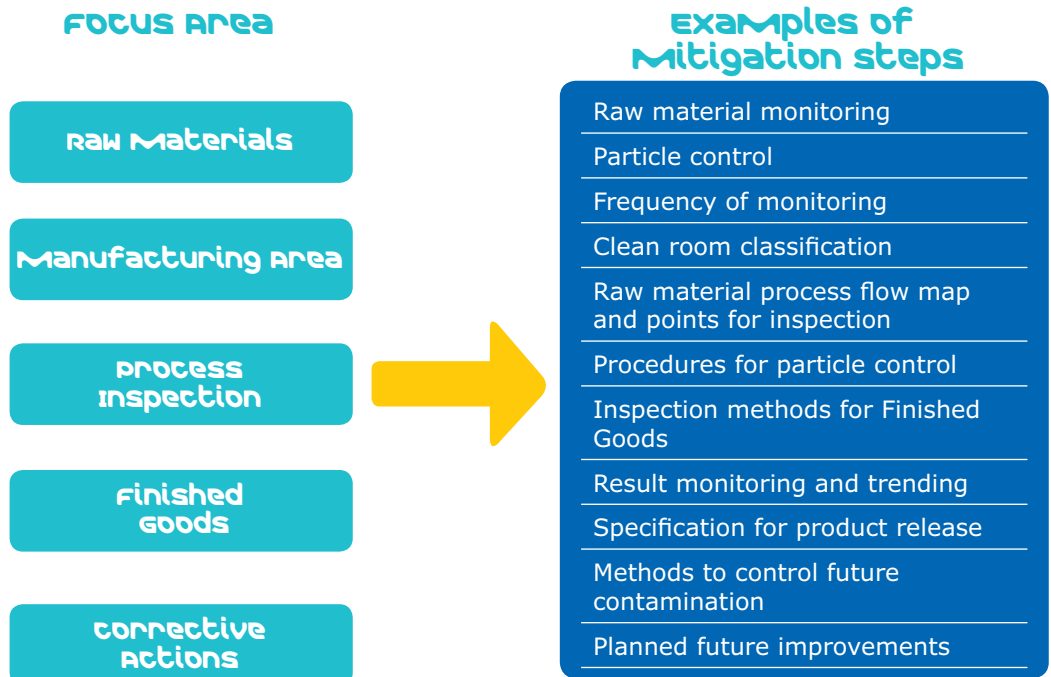 Focus Area
Raw Materials
Manufacturing Area
Process
Inspection
Finished
Goods
Corrective
Actions
Examples of
Mitigation steps
Raw material monitoring
Particle control
Frequency of monitoring
Clean room classification
Raw material process flow map
and points for inspection
Procedures for particle control
Inspection methods for Finished
Goods
Result monitoring and trending
Specification for product release
Methods to control future
contamination
Planned future improvements